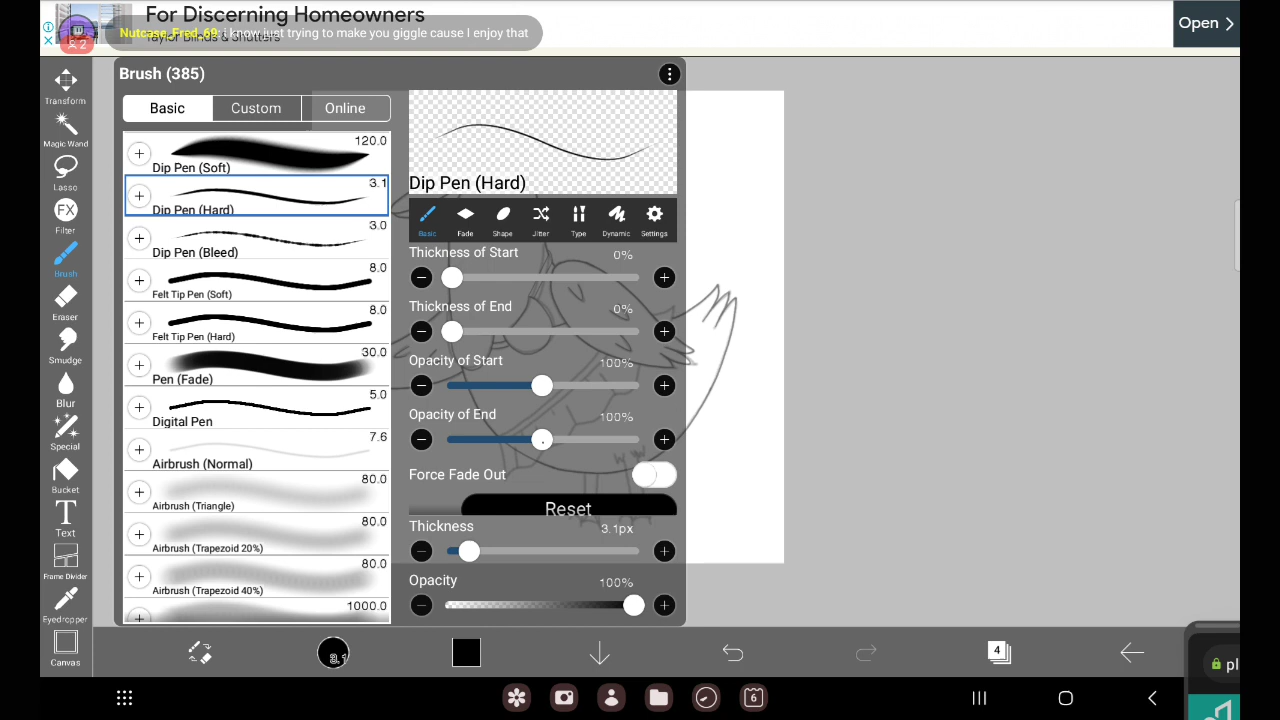 For Discerning Homeowners
Nutcase_Fred_69: i know just trying to make you giggle cause I enjoy that
Taylor Blinds & Shutters
Open
2
Brush (385)
Basic
Custom
Online
Transform
Magic Wand
Lasso
FX
Filter
Brush
Eraser
Smudge
Blur
Special
Bucket
T
Text
Frame Divider
Eyedropper
Canvas
120.0
Dip Pen (Soft)
3.1
Dip Pen (Hard)
3.0
Dip Pen (Bleed)
8.0
Felt Tip Pen (Soft)
8.0
Felt Tip Pen (Hard)
30.0
Pen (Fade)
5.0
Digital Pen
7.6
Airbrush (Normal)
80.0
Airbrush (Triangle)
80.0
Airbrush (Trapezoid 20%)
80.0
Airbrush (Trapezoid 40%)
1000.0
Dip Pen (Hard)
Basic
Fade
Shape
Jitter
Type
Dynamic
Settings
Thickness of Start
0%
Thickness of End
0%
Opacity of Start
100%
Opacity of End
100%
Force Fade Out
Reset
Thickness
3.1px
Opacity
100%
3.1
4
6
pl